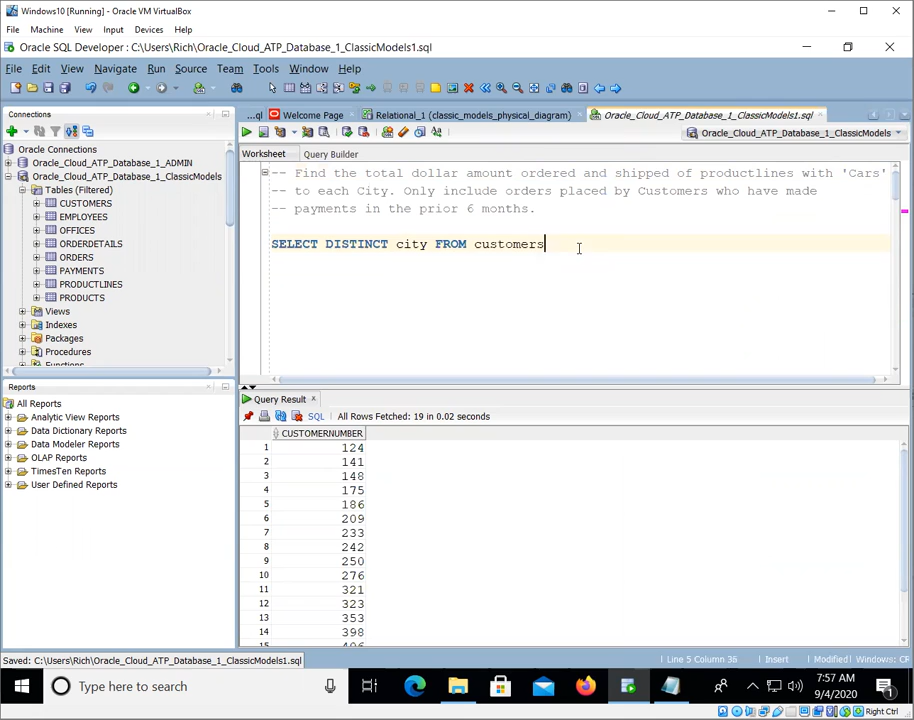 Windows10 [Running] - Oracle VM VirtualBox
File Machine View Input Devices Help
Oracle SQL Developer : C:\Users\Rich\Oracle_Cloud_ATP_Database_1_ClassicModels1.sql
File Edit View Navigate Run Source Team Tools Window Help
Connections
...ql Welcome Page Relational_1 (classic_models_physical_diagram) Oracle_Cloud_ATP_Database_1_ClassicModels1.sql
Oracle_Cloud_ATP_Database_1_ClassicModels
Worksheet Query Builder
Oracle Connections
Oracle_Cloud_ATP_Database_1_ADMIN
Oracle_Cloud_ATP_Database_1_ClassicModels
Tables (Filtered)
CUSTOMERS
EMPLOYEES
OFFICES
ORDERDETAILS
ORDERS
PAYMENTS
PRODUCTLINES
PRODUCTS
Views
Indexes
Packages
Procedures
Functions
-- Find the total dollar amount ordered and shipped of productlines with 'Cars'
-- to each City. Only include orders placed by Customers who have made
-- payments in the prior 6 months.
SELECT DISTINCT city FROM customers
Reports
All Reports
Analytic View Reports
Data Dictionary Reports
Data Modeler Reports
OLAP Reports
TimesTen Reports
User Defined Reports
Query Result
SQL All Rows Fetched: 19 in 0.02 seconds
CUSTOMERNUMBER
1 124
2 141
3 148
4 175
5 186
6 209
7 233
8 242
9 250
10 276
11 321
12 323
13 353
14 398
15 406
Saved: C:\Users\Rich\Oracle_Cloud_ATP_Database_1_ClassicModels1.sql
Line 5 Column 36 Insert Modified Windows: CR
Type here to search
7:57 AM
9/4/2020
1
Right Ctrl